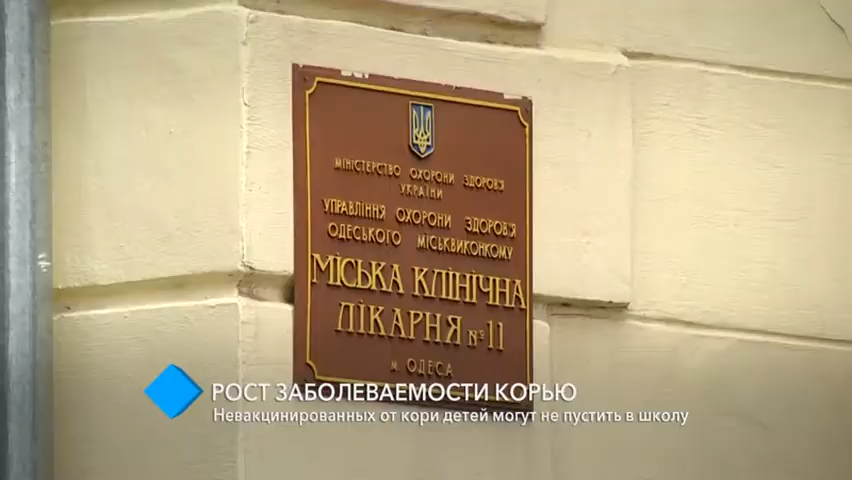 МІНІСТЕРСТВО ОХОРОНИ ЗДОРОВ'Я
УКРАЇНИ
УПРАВЛІННЯ ОХОРОНИ ЗДОРОВ'Я
ОДЕСЬКОГО МІСЬКВИКОНКОМУ
МІСЬКА КЛІНІЧНА
ЛІКАРНЯ №11
м. ОДЕСА
РОСТ ЗАБОЛЕВАЕМОСТИ КОРЬЮ
Невакцинированных от кори детей могут не пустить в школу